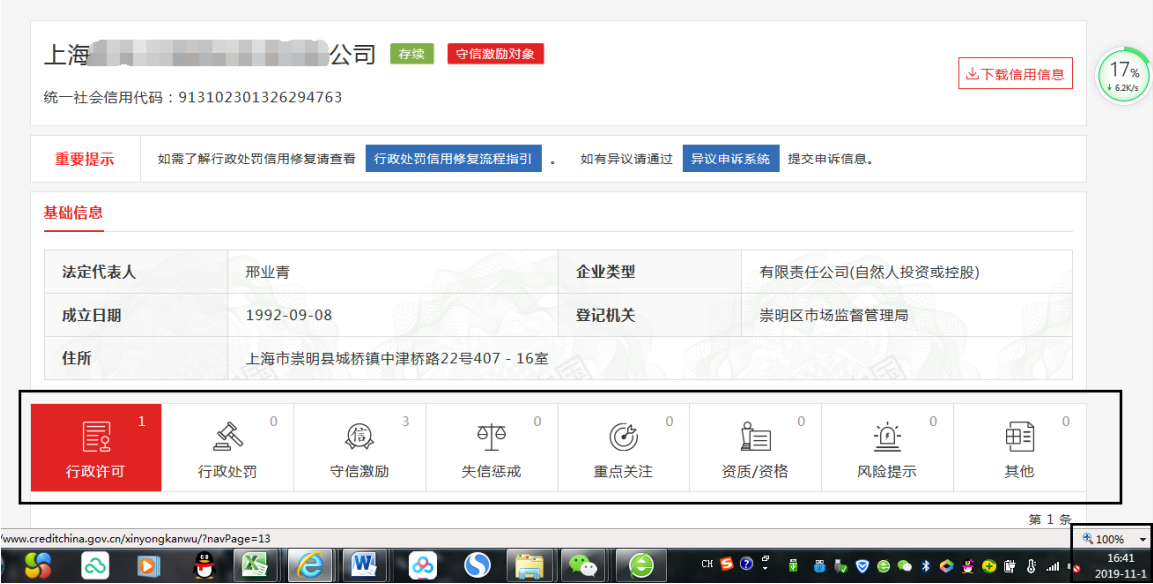 上海 公司 存续 守信激励对象
下载信用信息
17%
6.2K/s
统一社会信用代码：913102301326294763
重要提示 如需了解行政处罚信用修复请查看 行政处罚信用修复流程指引 。 如有异议请通过 异议申诉系统 提交申诉信息。
基础信息
法定代表人 邢业青 企业类型 有限责任公司(自然人投资或控股)
成立日期 1992-09-08 登记机关 崇明区市场监督管理局
住所 上海市崇明县城桥镇中津桥路22号407 - 16室
1 0 3 0 0 0 0 0
行政许可 行政处罚 守信激励 失信惩戒 重点关注 资质/资格 风险提示 其他
第 1 条
/www.creditchina.gov.cn/xinyongkanwu/?navPage=13 100%
CH 16:41
2019-11-1